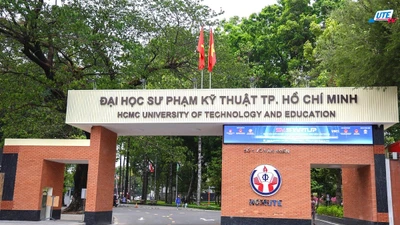 UTE
ĐẠI HỌC SƯ PHẠM KỸ THUẬT TP. HỒ CHÍ MINH
HCMC UNIVERSITY OF TECHNOLOGY AND EDUCATION
HCMUTE